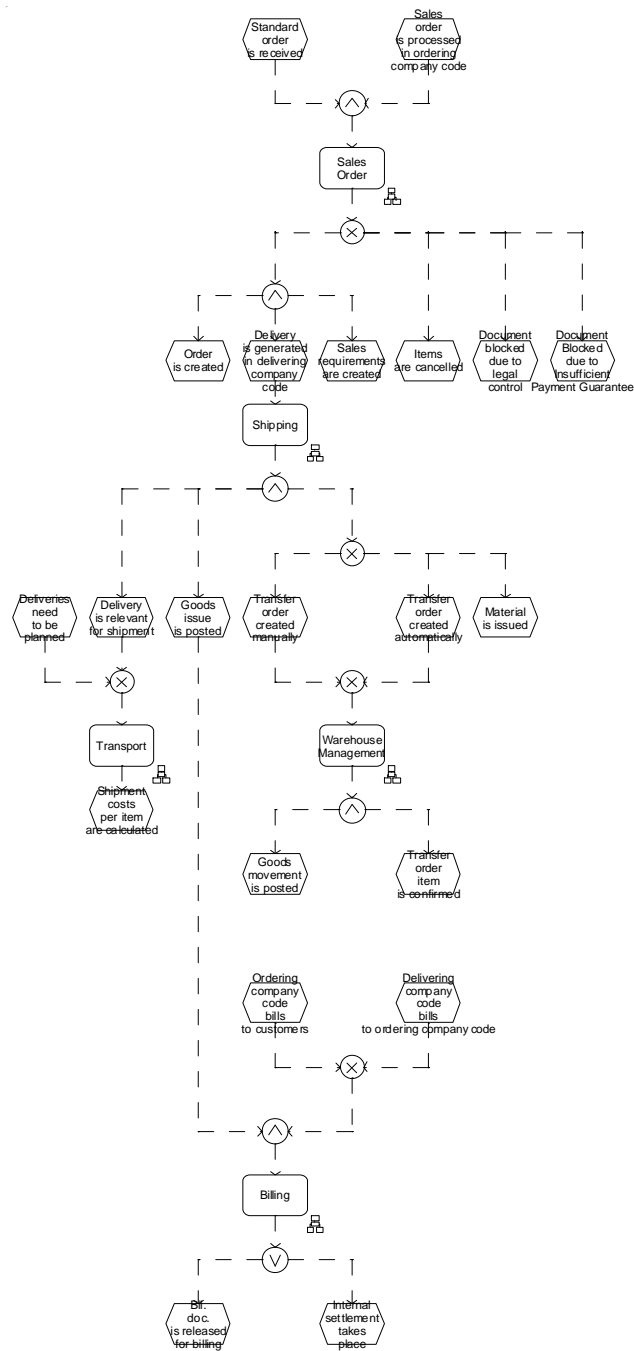 Standard
order
is received
Sales
order
is processed
in ordering
company code
Sales
Order
Order
is created
Delivery
is generated
in delivering
company
code
Sales
requirements
are created
Items
are cancelled
Document
blocked
due to
legal
control
Document
Blocked
due to
Insufficient
Payment Guarantee
Shipping
Deliveries
need
to be
planned
Delivery
is relevant
for shipment
Goods
issue
is posted
Transfer
order
created
manually
Transfer
order
created
automatically
Material
is issued
Transport
Warehouse
Management
Shipment
costs
per item
are calculated
Goods
movement
is posted
Transfer
order
item
is confirmed
Ordering
company
code
bills
to customers
Delivering
company
code
bills
to ordering company code
Billing
Bil.
doc.
is released
for billing
Internal
settlement
takes
place